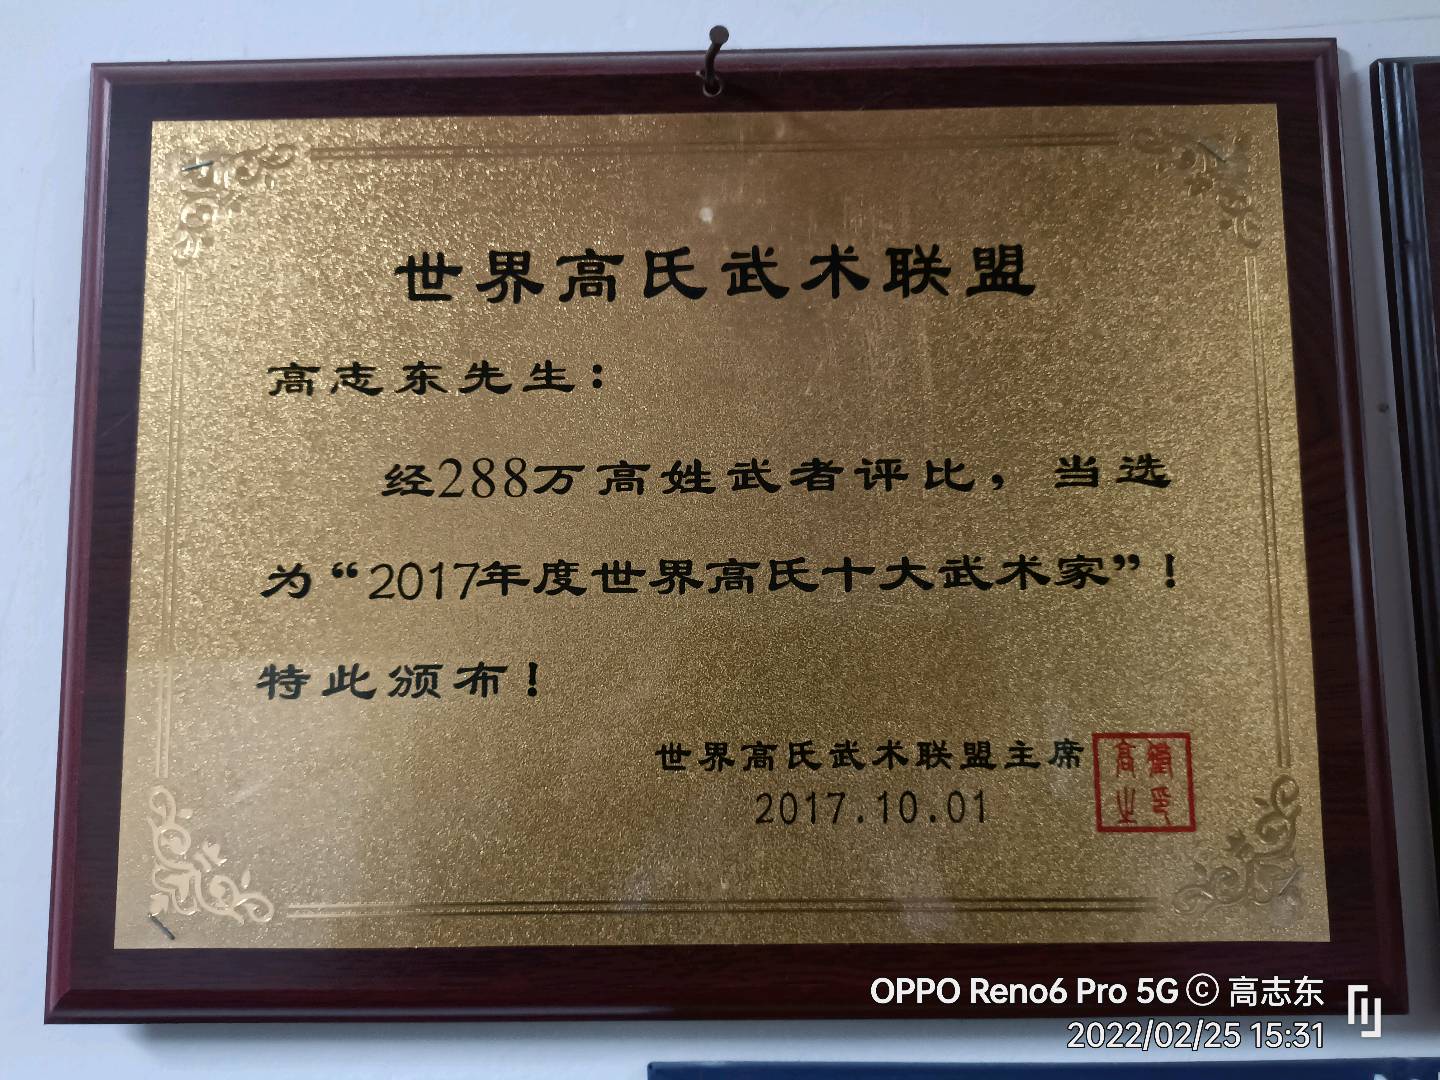 世界高氏武术联盟
高志东先生：
经288万高姓武者评比，当选
为“2017年度世界高氏十大武术家”！
特此颁布！
世界高氏武术联盟主席
2017.10.01
OPPO Reno6 Pro 5G © 高志东
2022/02/25 15:31